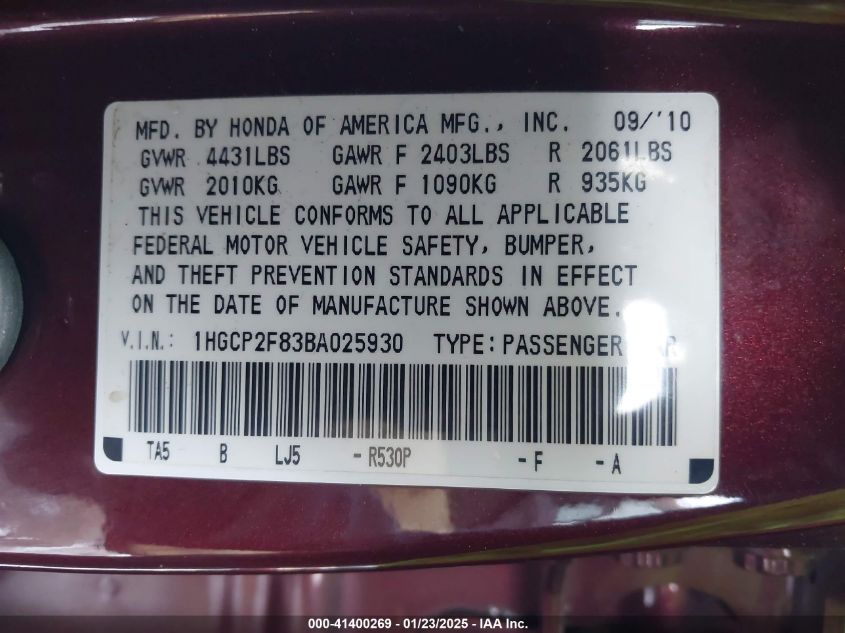 MFD. BY HONDA OF AMERICA MFG., INC. 09/'10
GVWR 4431LBS GAWR F 2403LBS R 2061LBS
GVWR 2010KG GAWR F 1090KG R 935KG
THIS VEHICLE CONFORMS TO ALL APPLICABLE
FEDERAL MOTOR VEHICLE SAFETY, BUMPER,
AND THEFT PREVENTION STANDARDS IN EFFECT
ON THE DATE OF MANUFACTURE SHOWN ABOVE.
V.I.N.: 1HGCP2F83BA025930 TYPE:PASSENGER
TA5 B LJ5 -R530P -F -A
000-41400269 - 01/23/2025 - IAA Inc.